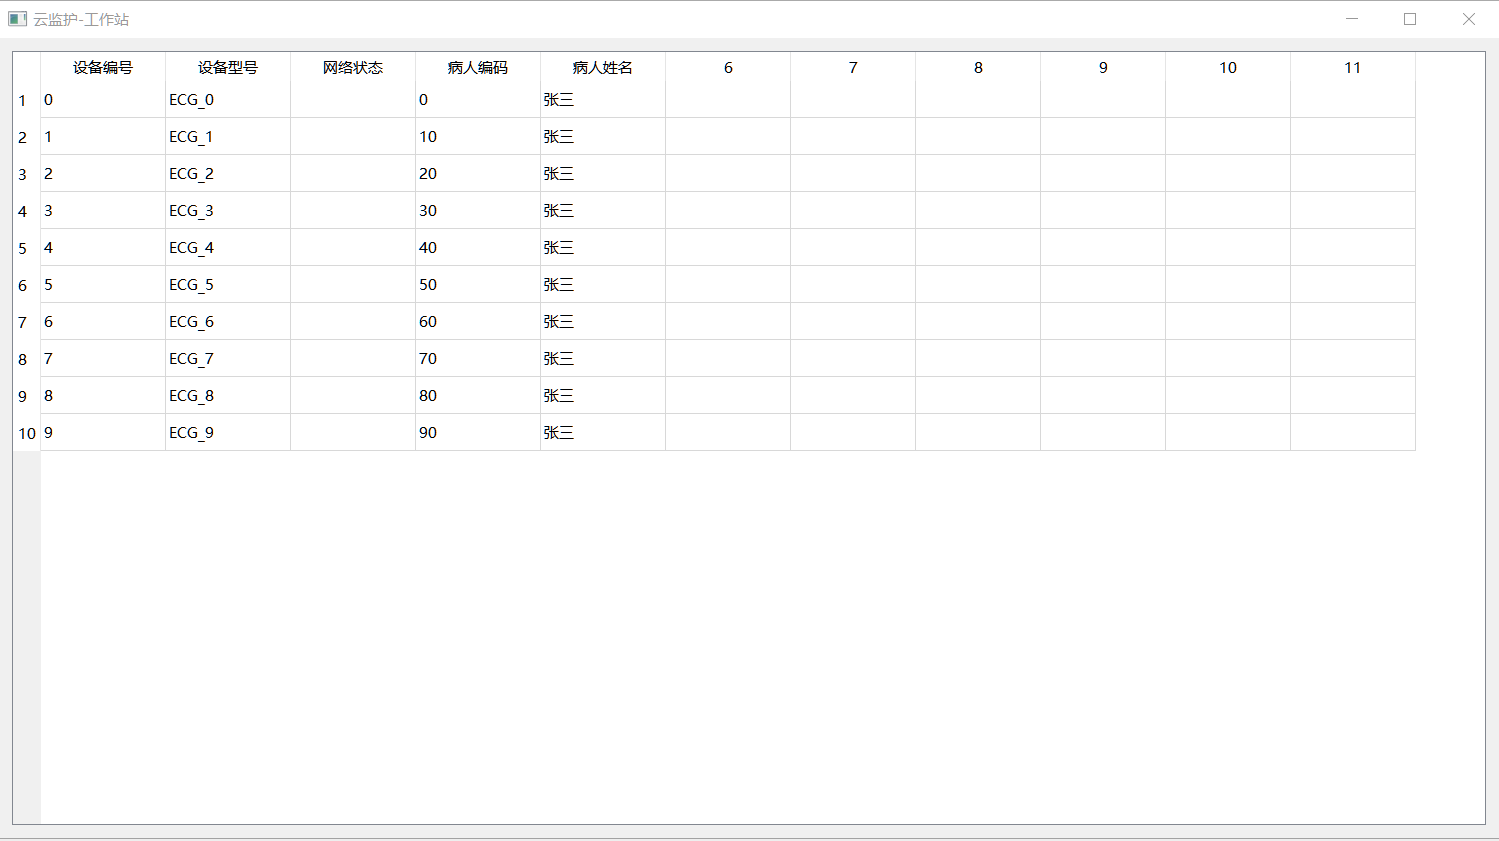 云监护-工作站
设备编号 设备型号 网络状态 病人编码 病人姓名 6 7 8 9 10 11
1 0 ECG_0 0 张三
2 1 ECG_1 10 张三
3 2 ECG_2 20 张三
4 3 ECG_3 30 张三
5 4 ECG_4 40 张三
6 5 ECG_5 50 张三
7 6 ECG_6 60 张三
8 7 ECG_7 70 张三
9 8 ECG_8 80 张三
10 9 ECG_9 90 张三